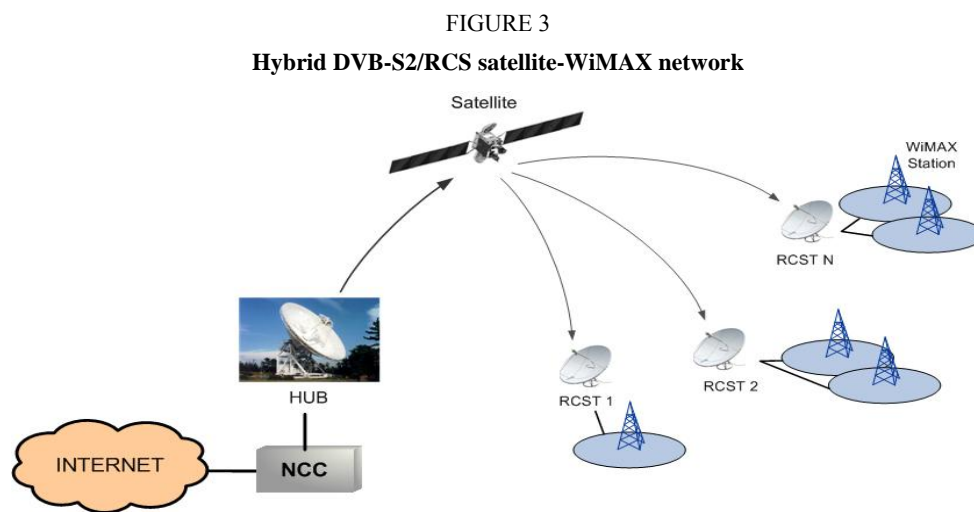 FIGURE 3
Hybrid DVB-S2/RCS satellite-WiMAX network
Satellite
WiMAX
Station
RCST N
RCST 2
RCST 1
HUB
INTERNET
NCC